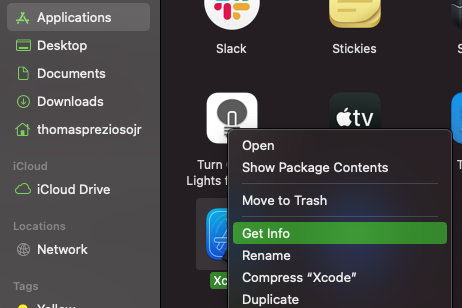 Applications
Desktop
Documents
Downloads
thomaspreziosojr
iCloud
iCloud Drive
Locations
Network
Tags
Yellow
Slack
Stickies
tv
Turn
Lights f
Open
Show Package Contents
Move to Trash
Get Info
Rename
Compress “Xcode”
Duplicate